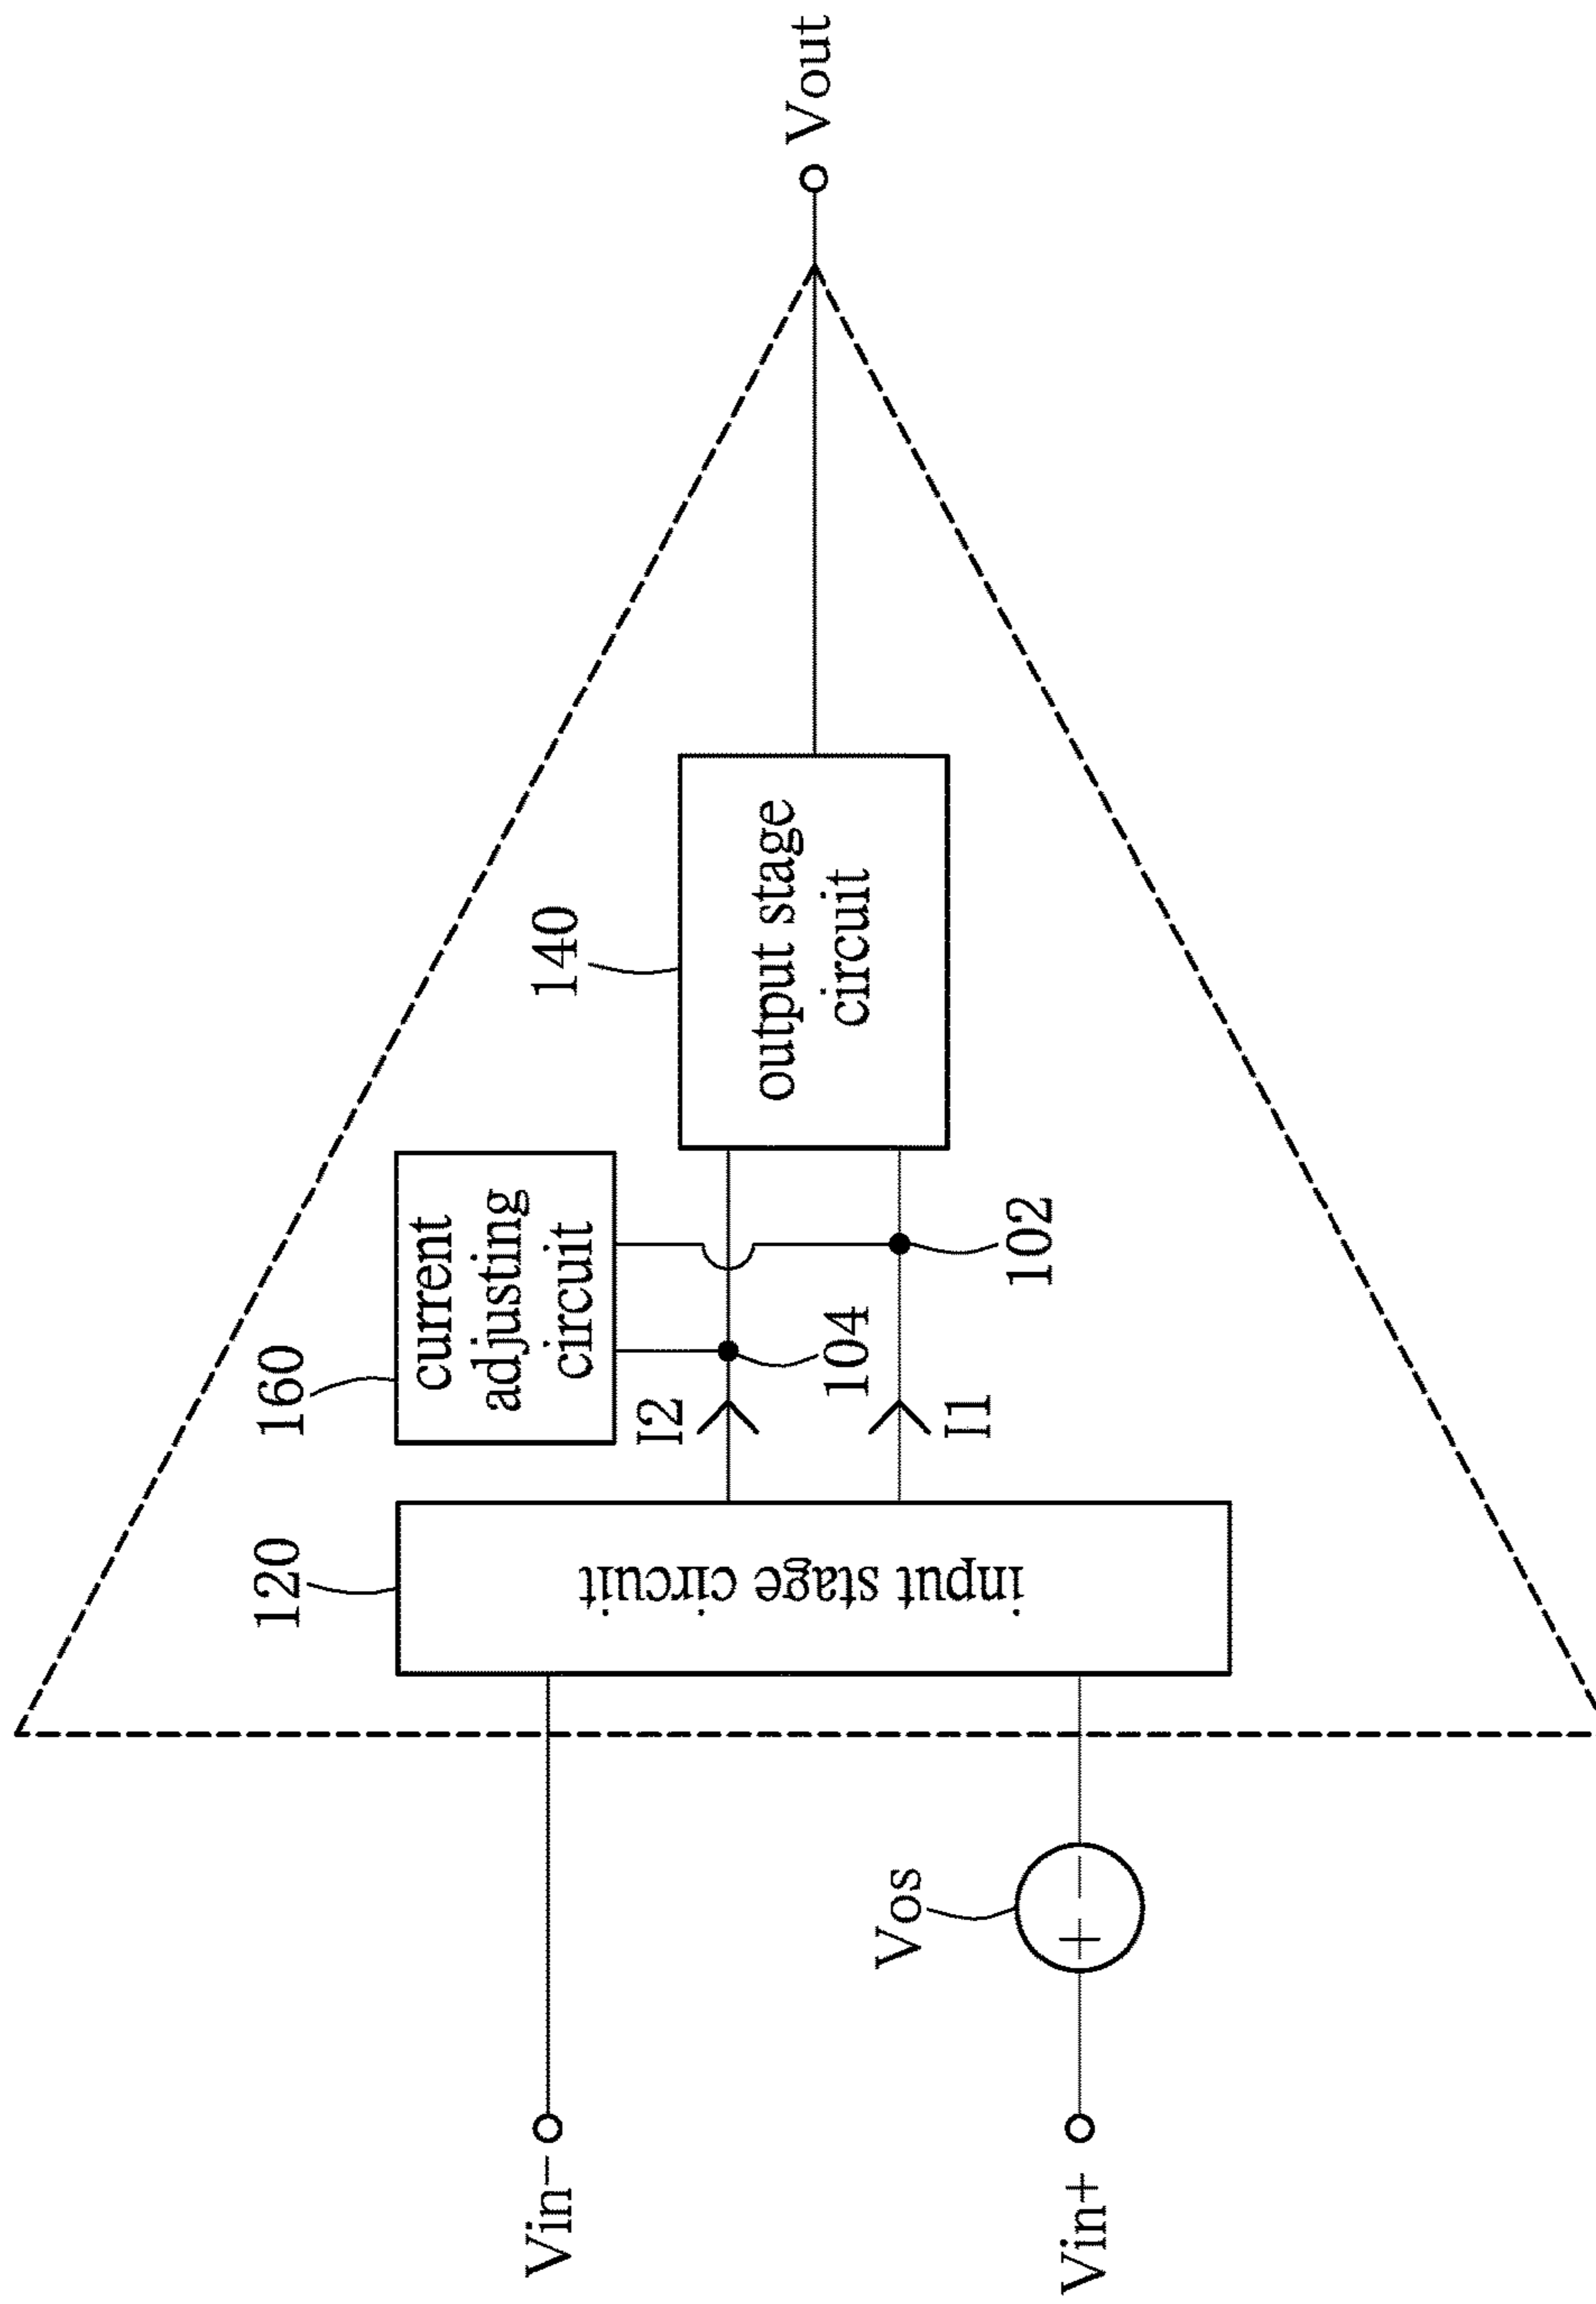 160
current
adjusting
circuit
120
input stage circuit
I2
I1
104
102
140
output stage
circuit
Vin−
Vin+
Vos
+ −
Vout